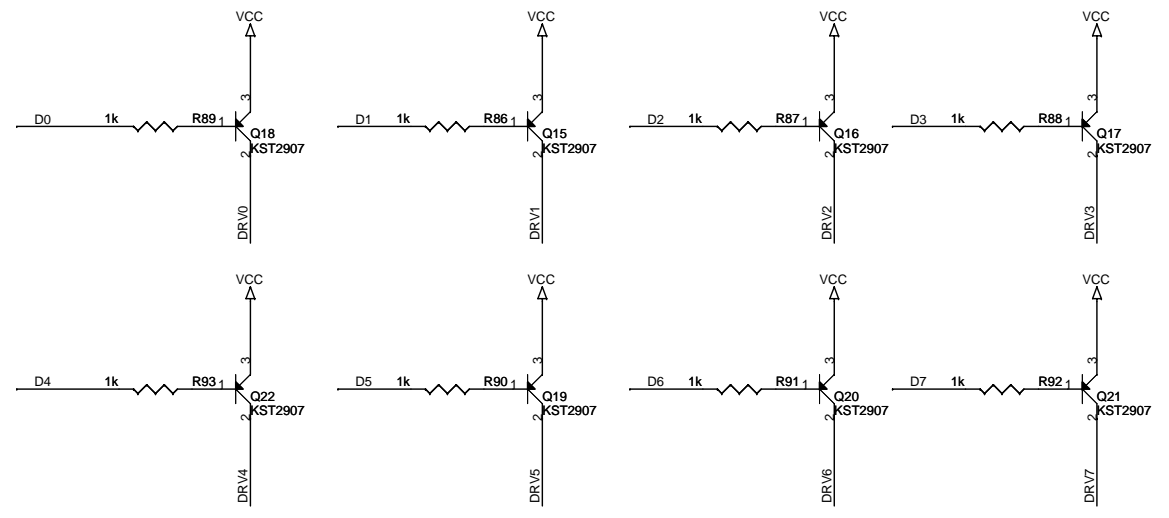 VCC VCC VCC VCC
3 3 3 3
D0 1k R89 1 D1 1k R86 1 D2 1k R87 1 D3 1k R88 1
Q18 Q15 Q16 Q17
2 KST2907 2 KST2907 2 KST2907 2 KST2907
DRV0 DRV1 DRV2 DRV3
VCC VCC VCC VCC
3 3 3 3
D4 1k R93 1 D5 1k R90 1 D6 1k R91 1 D7 1k R92 1
Q22 Q19 Q20 Q21
2 KST2907 2 KST2907 2 KST2907 2 KST2907
DRV4 DRV5 DRV6 DRV7